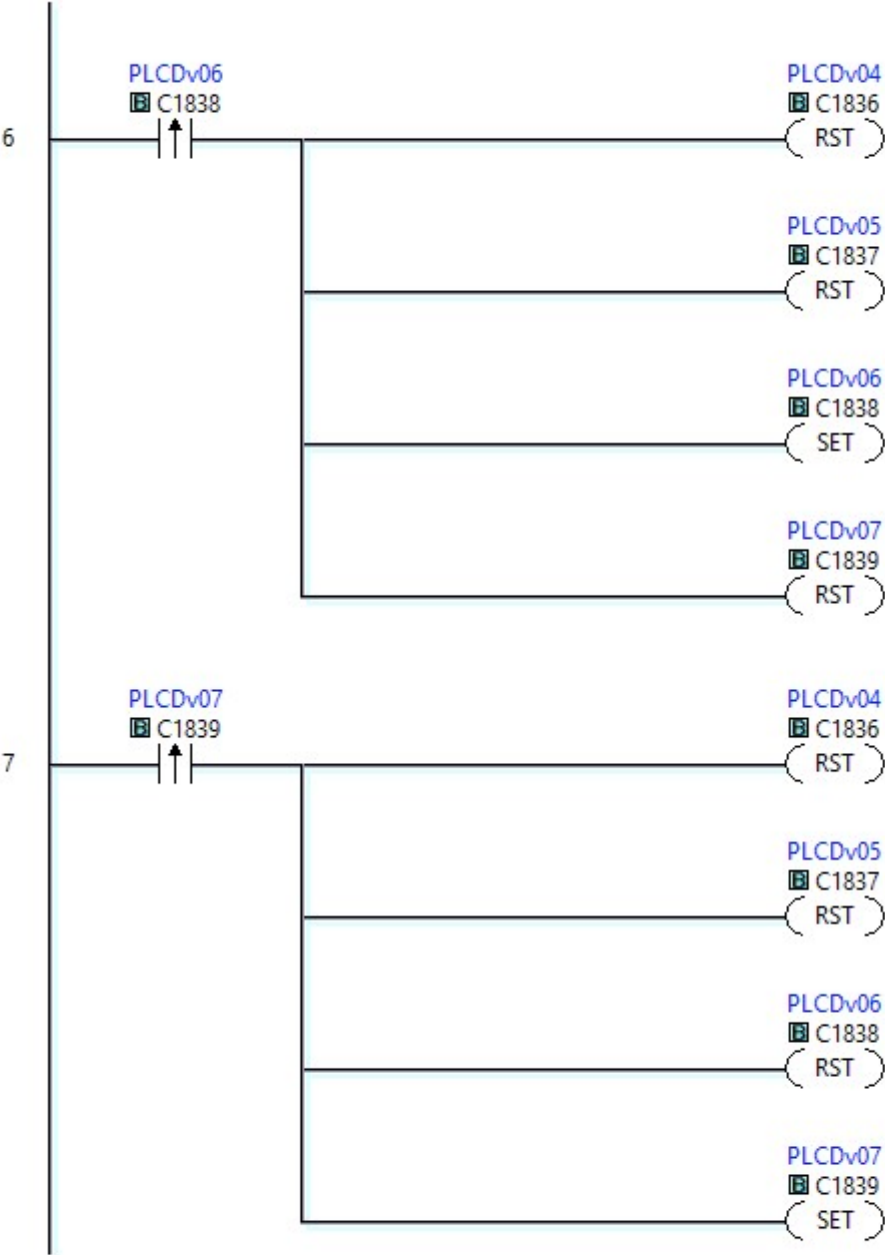 PLCDv06
B C1838
PLCDv04
B C1836
6
RST
PLCDv05
B C1837
RST
PLCDv06
B C1838
SET
PLCDv07
B C1839
RST
PLCDv07
B C1839
PLCDv04
B C1836
7
RST
PLCDv05
B C1837
RST
PLCDv06
B C1838
RST
PLCDv07
B C1839
SET